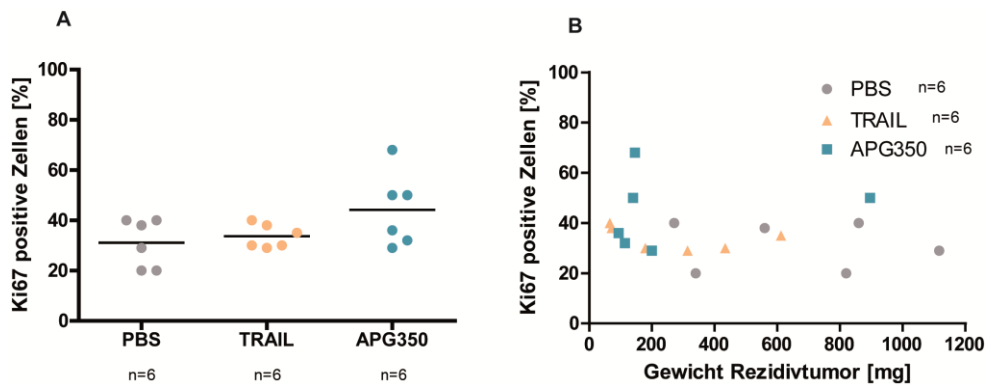 A
Ki67 positive Zellen [%]
100
80
60
40
20
0
PBS TRAIL APG350
n=6 n=6 n=6
B
Ki67 positive Zellen [%]
100
80
60
40
20
0
PBS n=6
TRAIL n=6
APG350 n=6
0 200 400 600 800 1000 1200
Gewicht Rezidivtumor [mg]